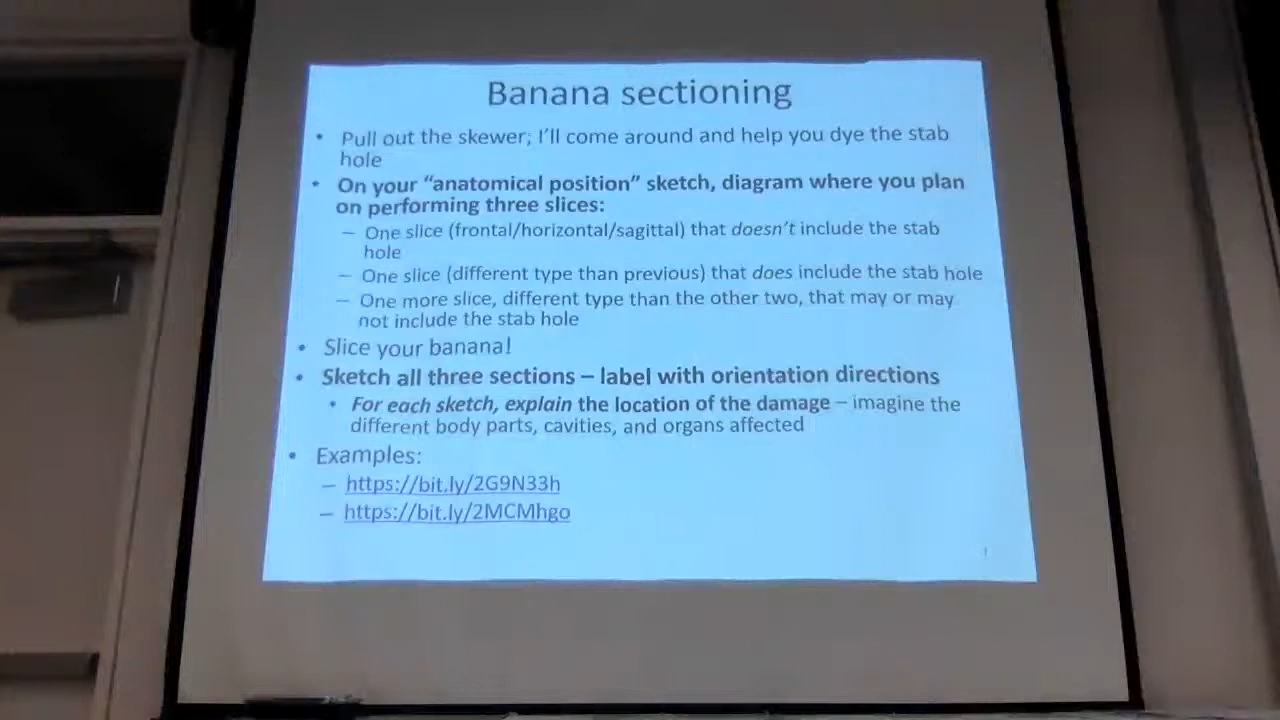 Banana sectioning
• Pull out the skewer; I'll come around and help you dye the stab
hole
• On your "anatomical position" sketch, diagram where you plan
on performing three slices:
– One slice (frontal/horizontal/sagittal) that doesn't include the stab
hole
– One slice (different type than previous) that does include the stab hole
– One more slice, different type than the other two, that may or may
not include the stab hole
• Slice your banana!
• Sketch all three sections – label with orientation directions
• For each sketch, explain the location of the damage – imagine the
different body parts, cavities, and organs affected
• Examples:
– https://bit.ly/2G9N33h
– https://bit.ly/2MCMhgo